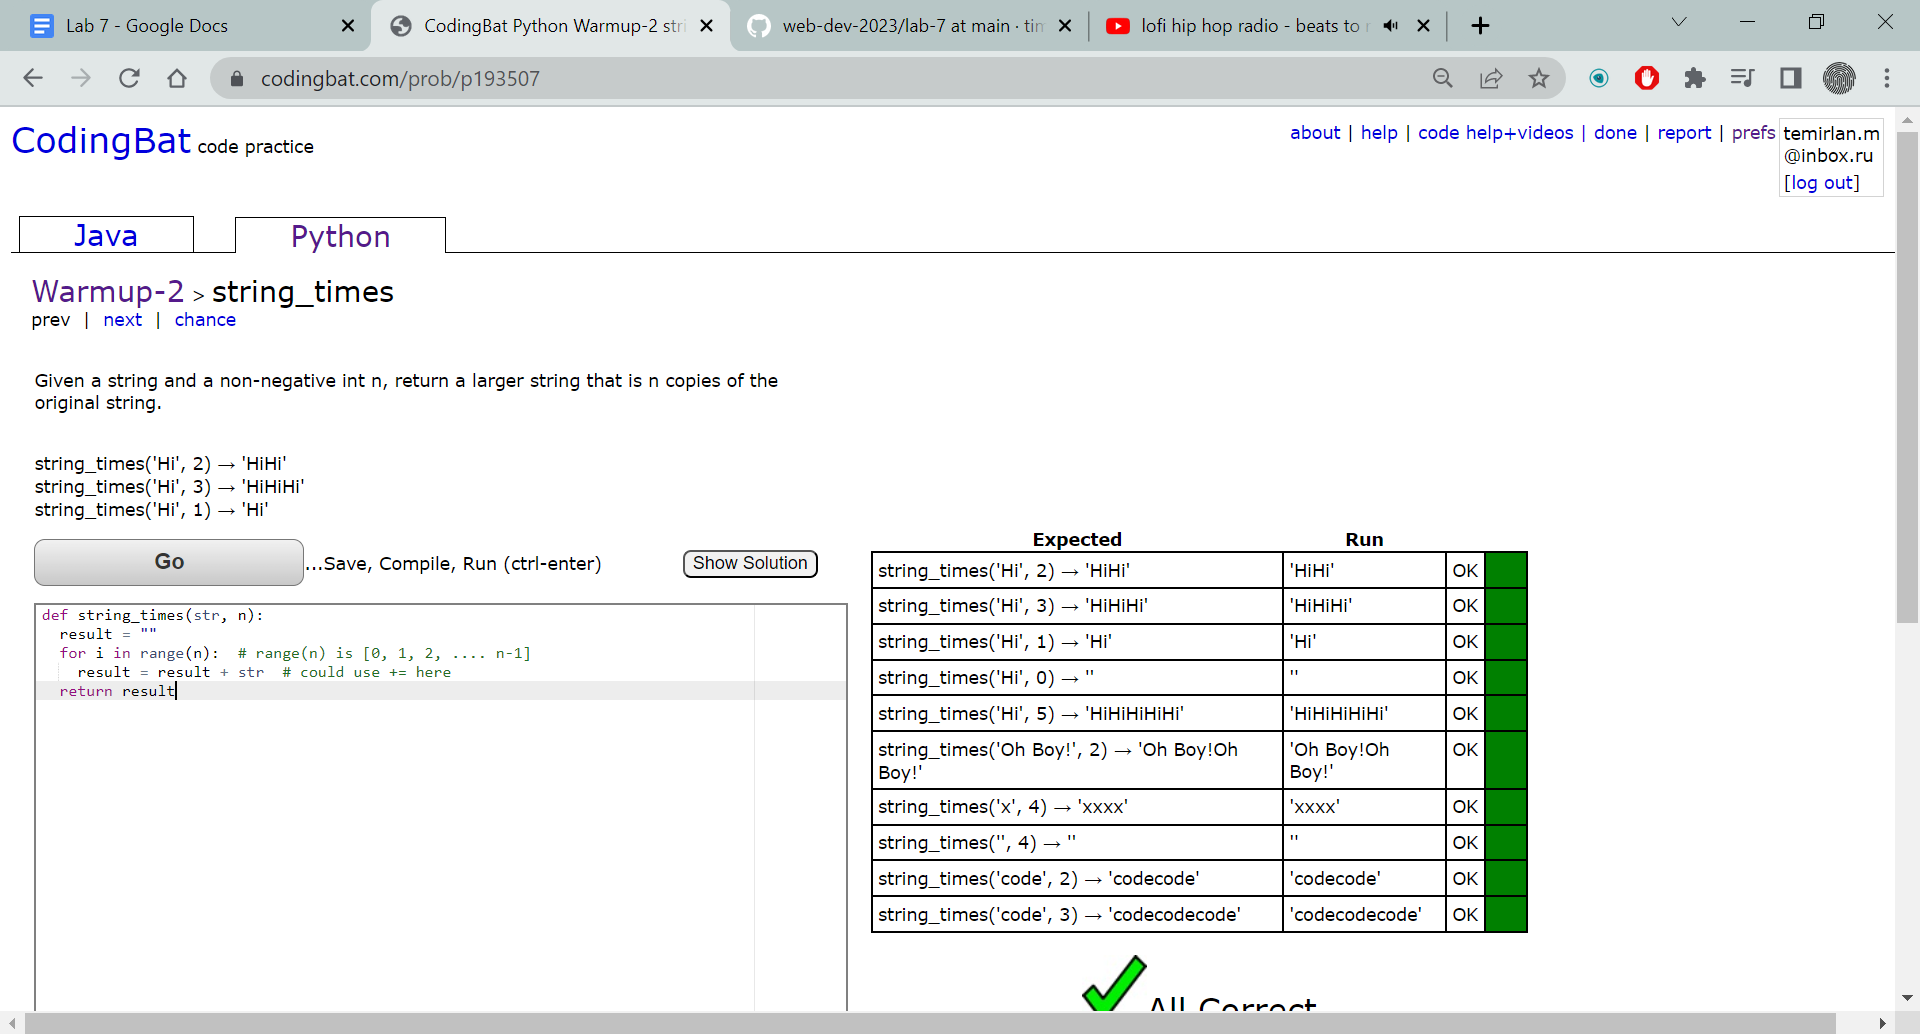 Lab 7 - Google Docs
CodingBat Python Warmup-2 stri
web-dev-2023/lab-7 at main · tim
lofi hip hop radio - beats to r
codingbat.com/prob/p193507
CodingBat code practice
about | help | code help+videos | done | report | prefs
temirlan.m
@inbox.ru
[log out]
Java
Python
Warmup-2 > string_times
prev | next | chance
Given a string and a non-negative int n, return a larger string that is n copies of the
original string.
string_times('Hi', 2) → 'HiHi'
string_times('Hi', 3) → 'HiHiHi'
string_times('Hi', 1) → 'Hi'
Go ...Save, Compile, Run (ctrl-enter) Show Solution
def string_times(str, n):
  result = ""
  for i in range(n):  # range(n) is [0, 1, 2, .... n-1]
    result = result + str  # could use += here
  return result
Expected Run
string_times('Hi', 2) → 'HiHi' 'HiHi' OK
string_times('Hi', 3) → 'HiHiHi' 'HiHiHi' OK
string_times('Hi', 1) → 'Hi' 'Hi' OK
string_times('Hi', 0) → '' '' OK
string_times('Hi', 5) → 'HiHiHiHiHi' 'HiHiHiHiHi' OK
string_times('Oh Boy!', 2) → 'Oh Boy!Oh 'Oh Boy!Oh OK
Boy!' Boy!'
string_times('x', 4) → 'xxxx' 'xxxx' OK
string_times('', 4) → '' '' OK
string_times('code', 2) → 'codecode' 'codecode' OK
string_times('code', 3) → 'codecodecode' 'codecodecode' OK
All Correct